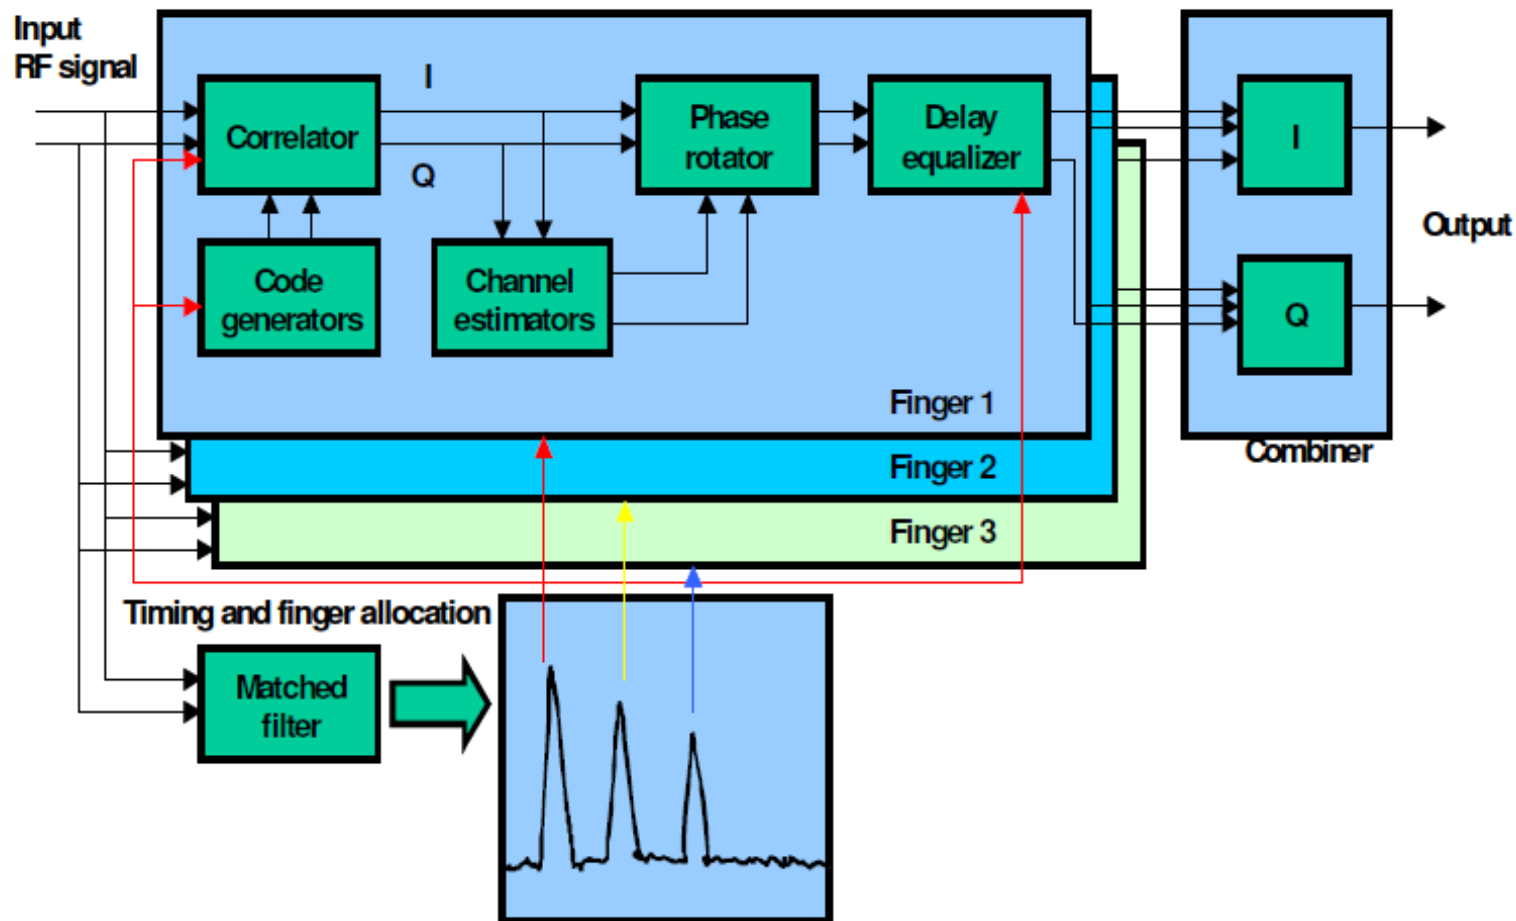 Input
RF signal
I
Correlator
Q
Phase
rotator
Delay
equalizer
I
Code
generators
Channel
estimators
Output
Q
Finger 1
Combiner
Finger 2
Finger 3
Timing and finger allocation
Matched
filter